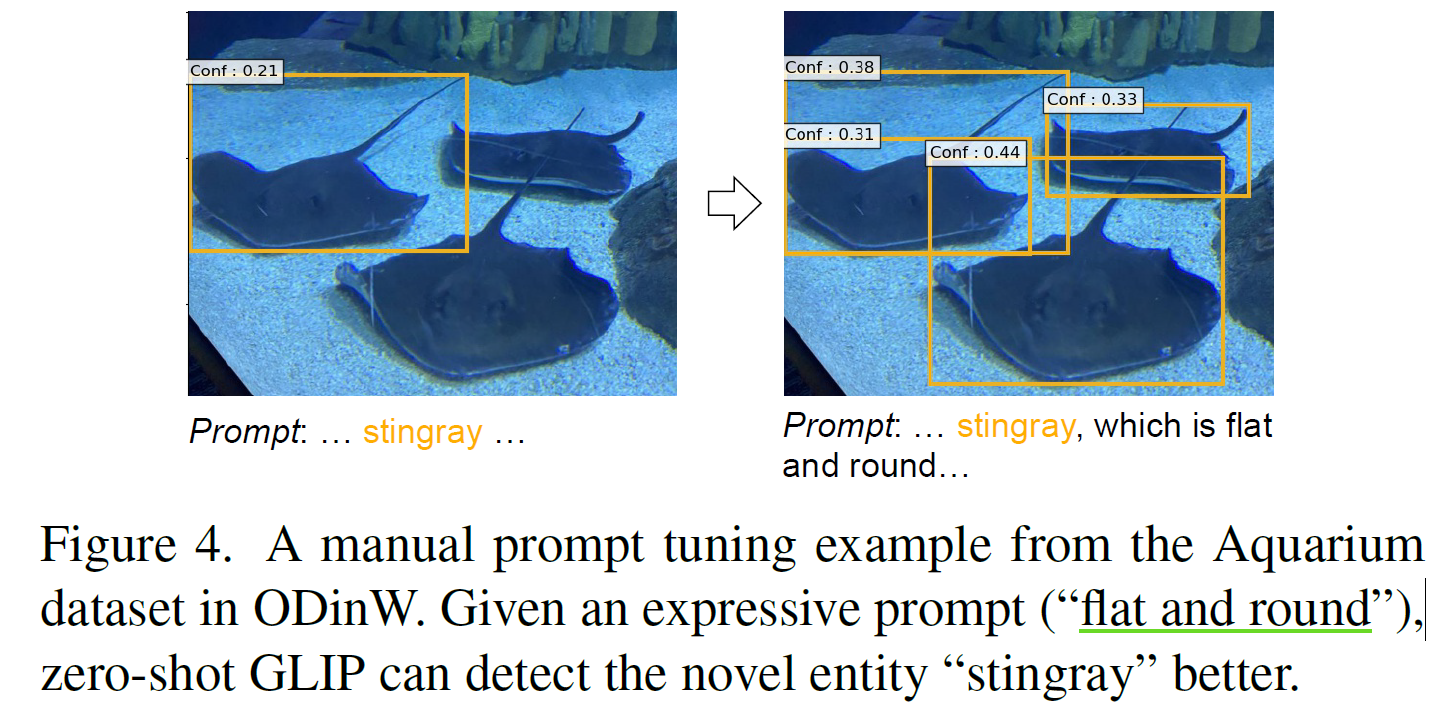 Conf : 0.21
Conf : 0.38
Conf : 0.33
Conf : 0.31
Conf : 0.44
Prompt: … stingray …
Prompt: … stingray, which is flat
and round…
Figure 4. A manual prompt tuning example from the Aquarium
dataset in ODinW. Given an expressive prompt (“flat and round”),
zero-shot GLIP can detect the novel entity “stingray” better.